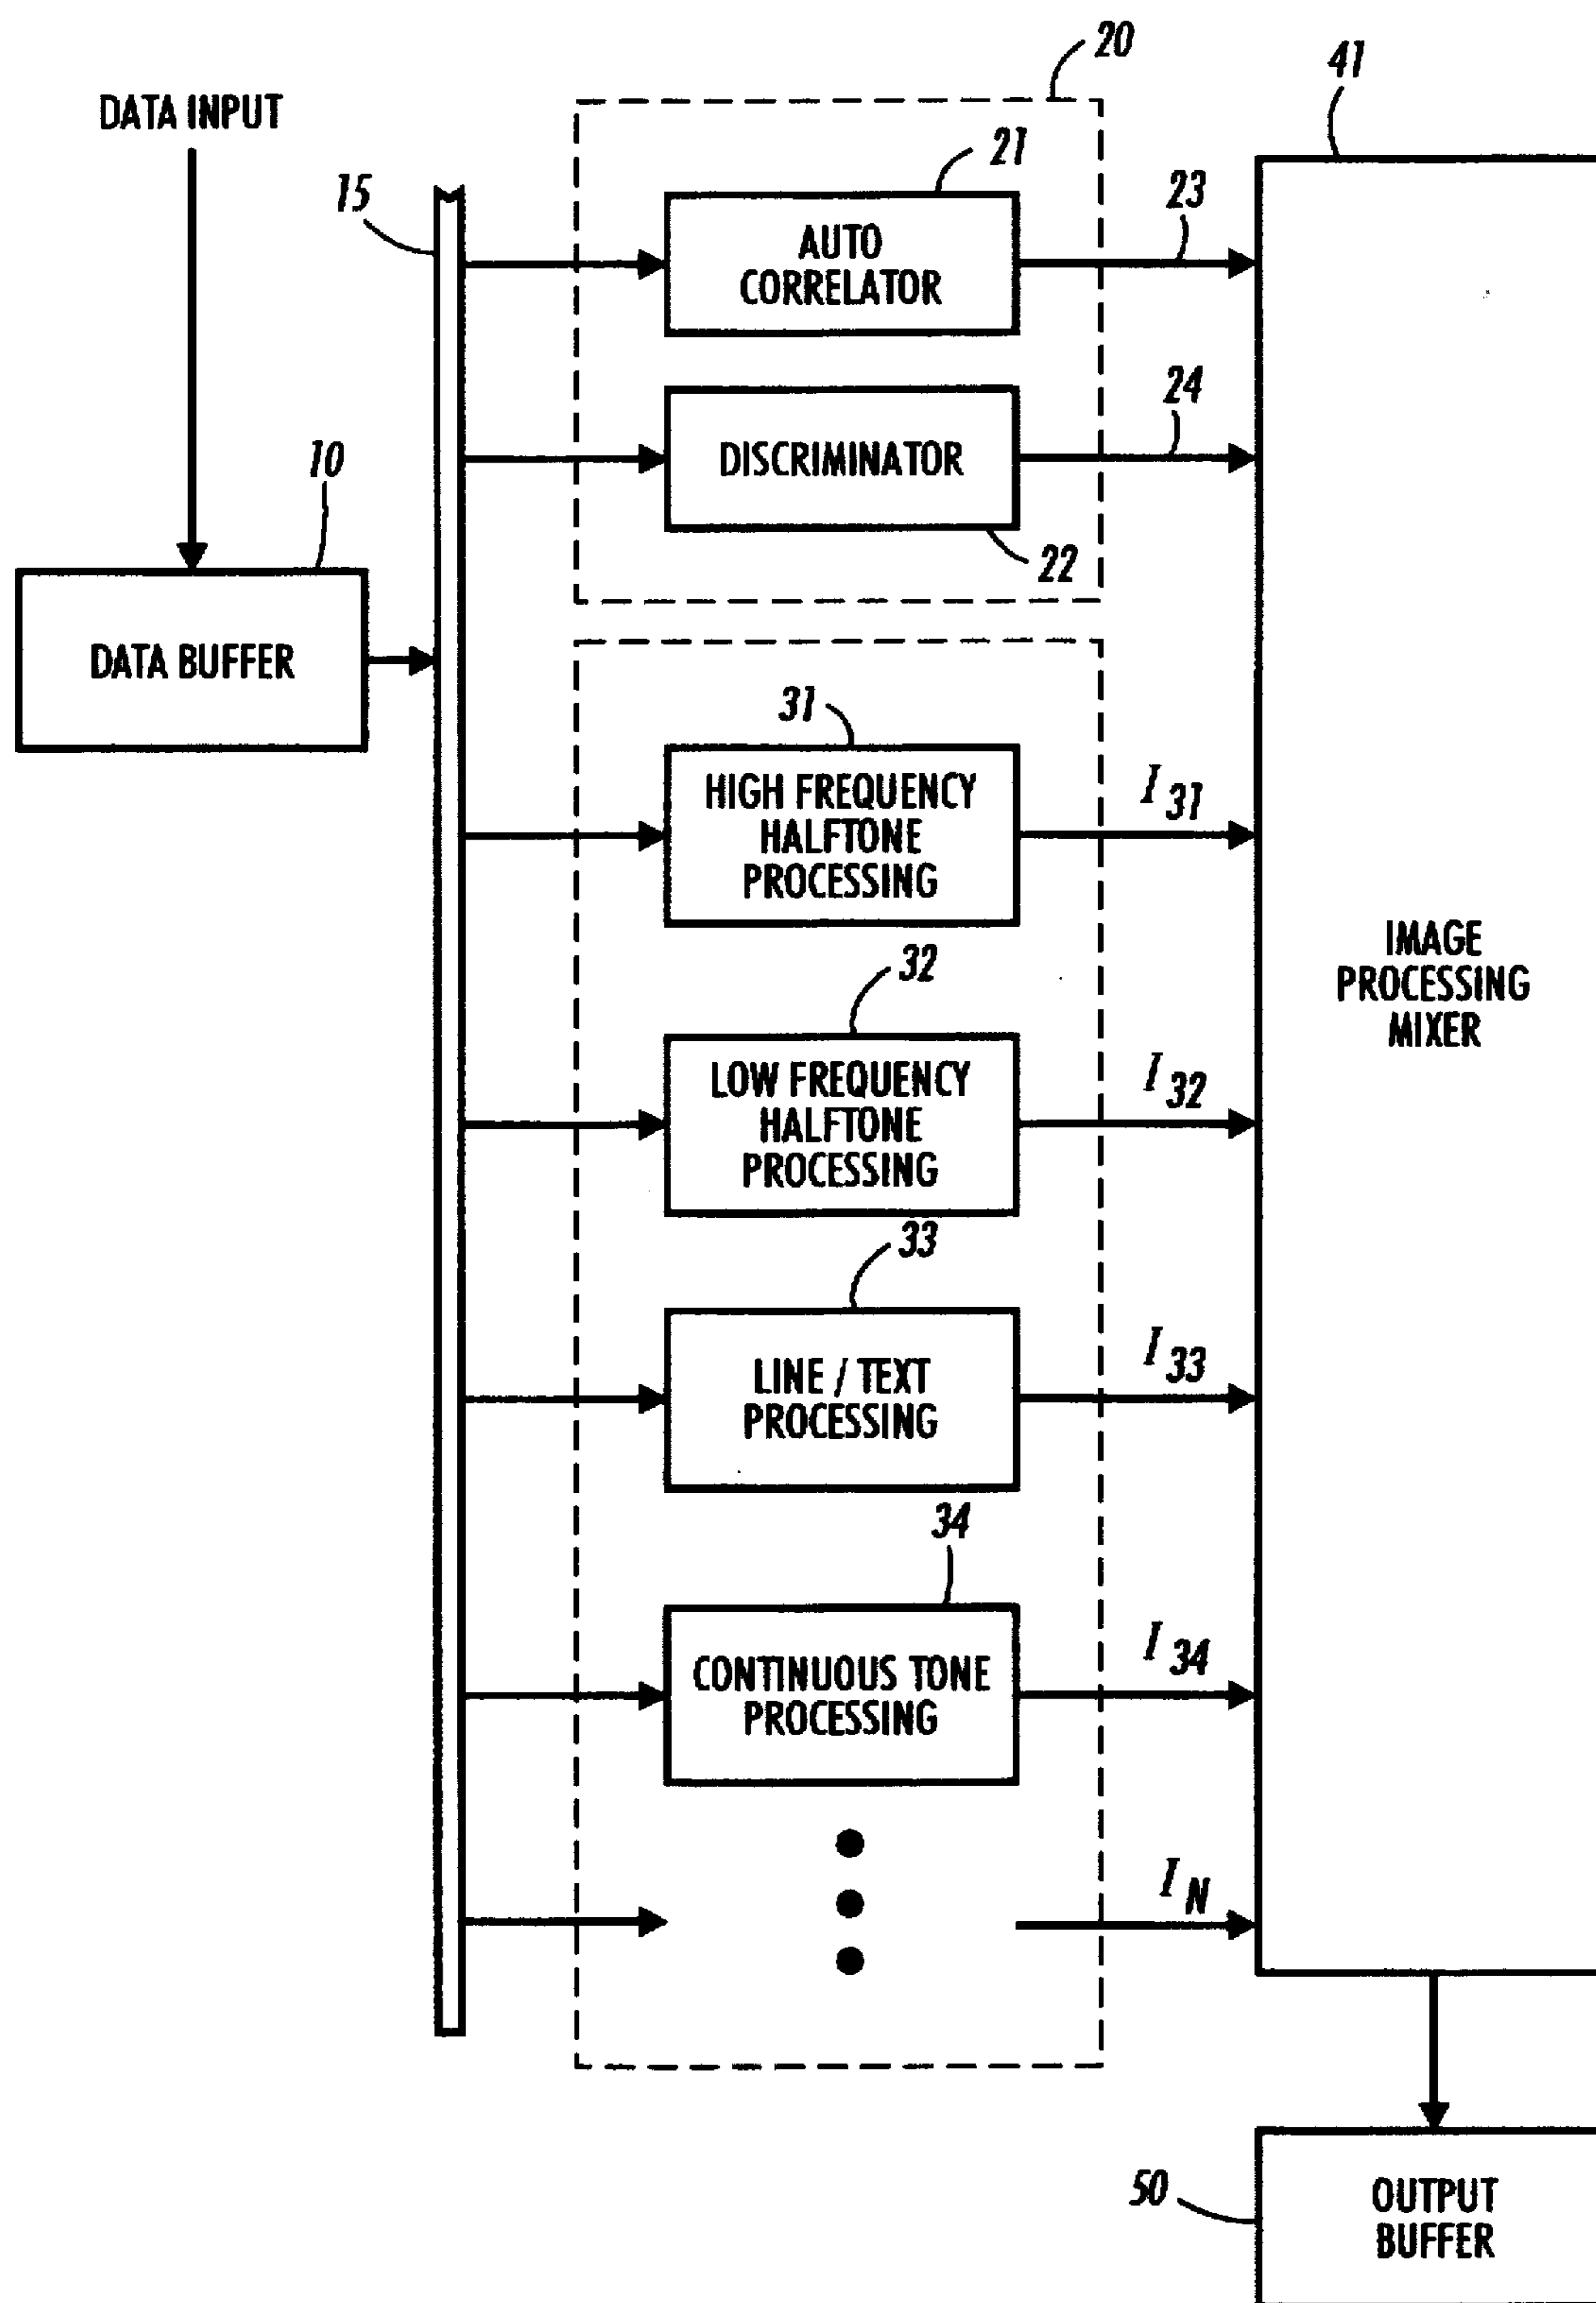 20
41
DATA INPUT
21
15
23
AUTO
CORRELATOR
24
10
DISCRIMINATOR
22
DATA BUFFER
31
HIGH FREQUENCY
HALFTONE
PROCESSING
I 31
IMAGE
PROCESSING
MIXER
32
LOW FREQUENCY
HALFTONE
PROCESSING
I 32
33
LINE / TEXT
PROCESSING
I 33
34
CONTINUOUS TONE
PROCESSING
I 34
I N
50
OUTPUT
BUFFER